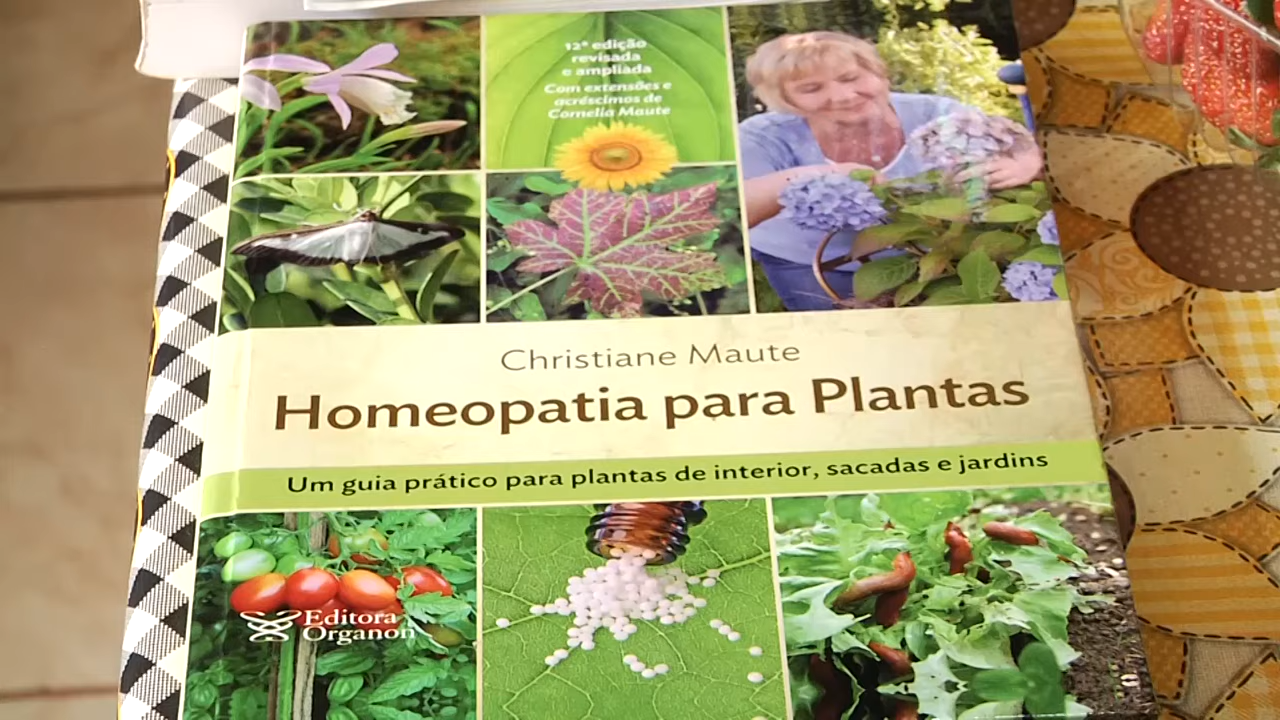 12ª edição
revisada
e ampliada
Com extensões e
acréscimos de
Cornelia Maute
Christiane Maute
Homeopatia para Plantas
Um guia prático para plantas de interior, sacadas e jardins
Editora
Organon